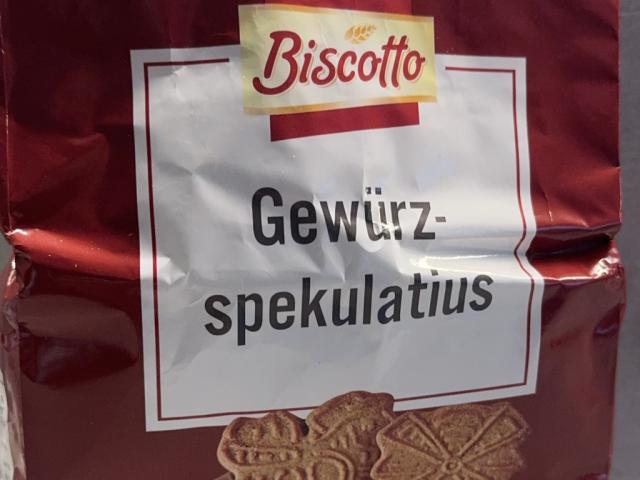 Biscotto
Gewürz-
spekulatius